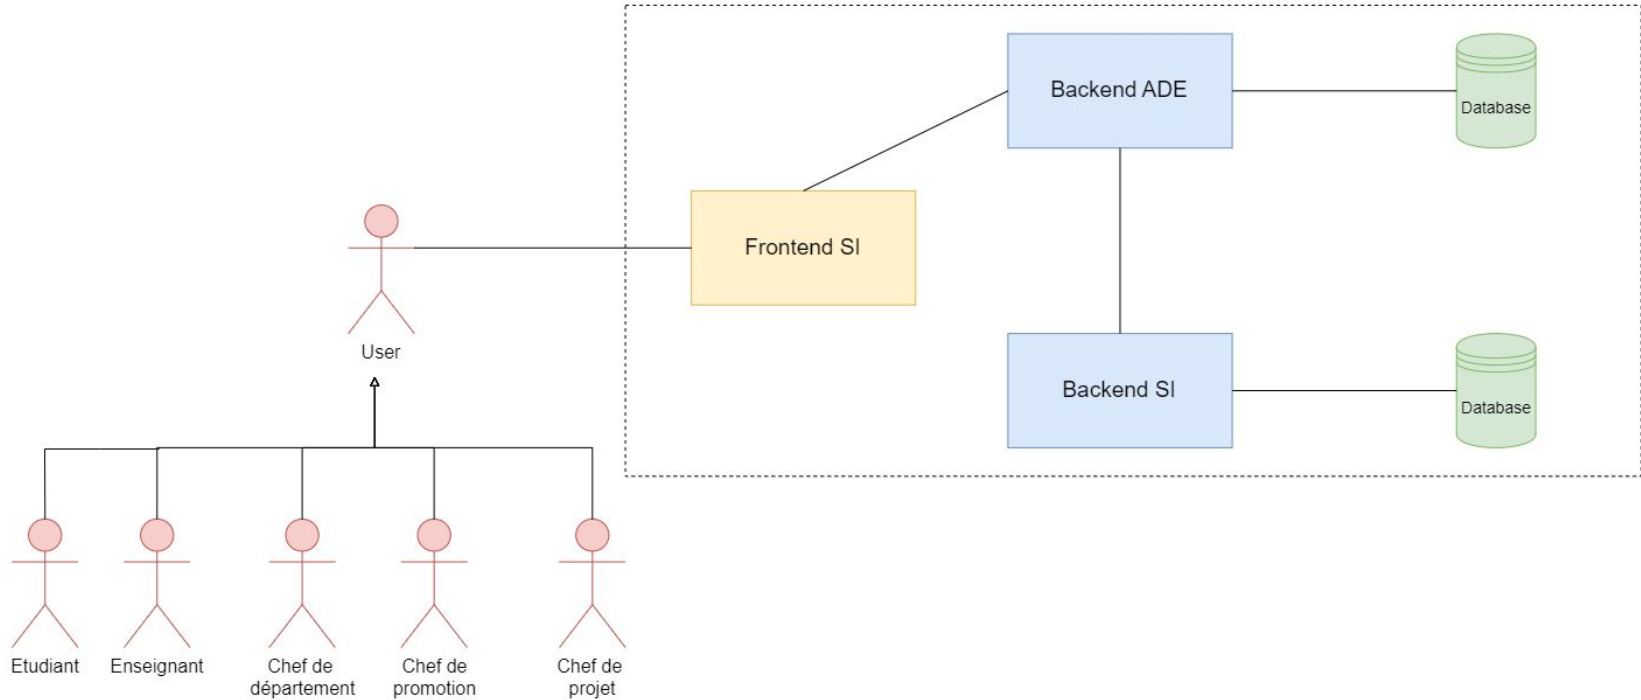 Backend ADE
Database
Frontend SI
User
Backend SI
Database
Etudiant
Enseignant
Chef de
département
Chef de
promotion
Chef de
projet